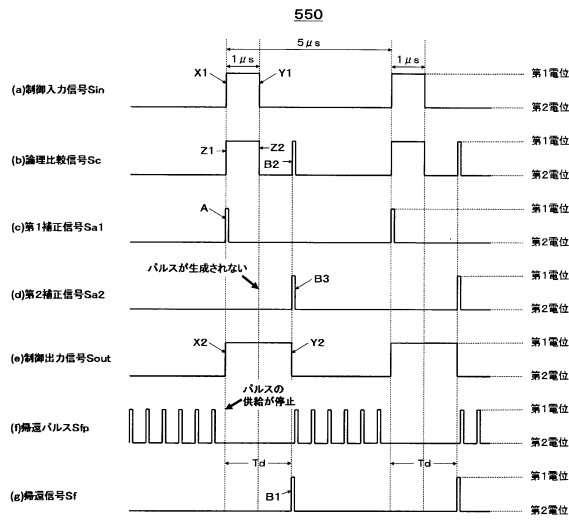 550
5μs
1μs
1μs
X1
Y1
第1電位
(a)制御入力信号Sin
第2電位
第1電位
Z1
Z2
(b)論理比較信号Sc
B2
第2電位
A
第1電位
(c)第1補正信号Sa1
第2電位
パルスが生成されない
第1電位
(d)第2補正信号Sa2
B3
第2電位
X2
Y2
第1電位
(e)制御出力信号Sout
第2電位
パルスの
供給が停止
第1電位
(f)帰還パルスSfp
第2電位
Td
Td
第1電位
(g)帰還信号Sf
B1
第2電位